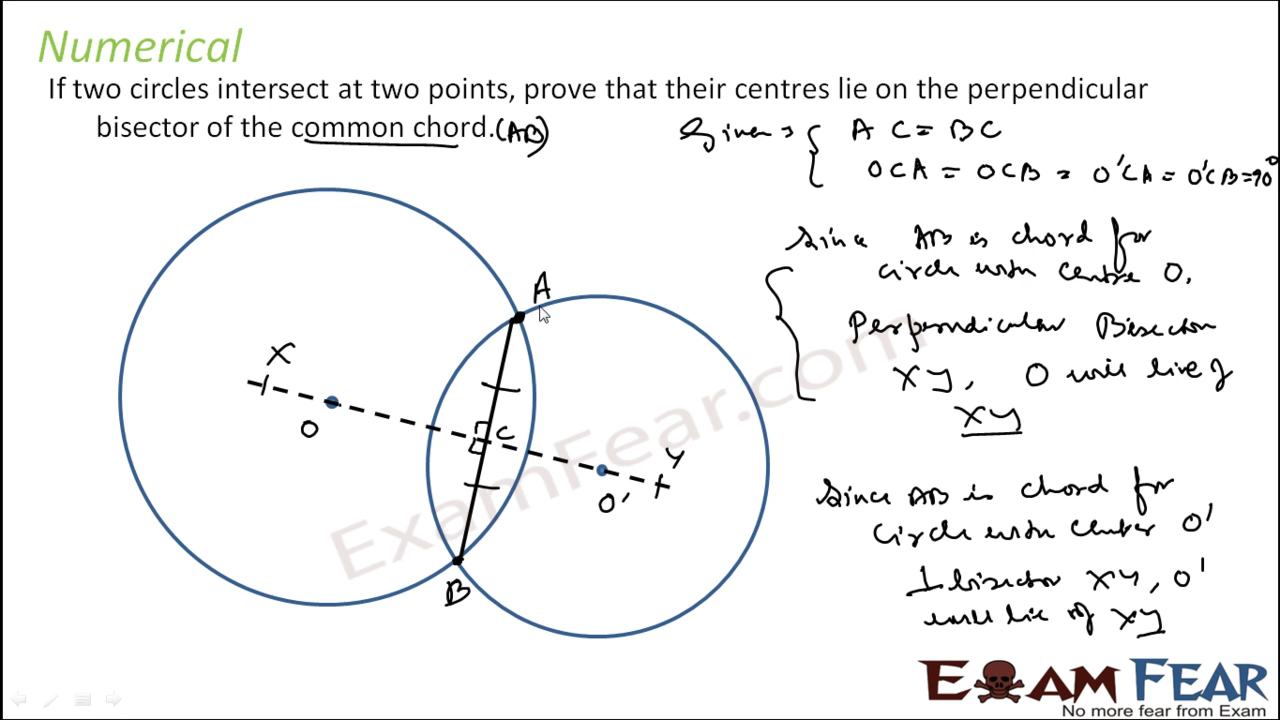 Numerical
If two circles intersect at two points, prove that their centres lie on the perpendicular
bisector of the common chord. (AB)
Given → { AC = BC
OCA = OCB = O'CA = O'CB = 90°
Since AB is chord for
circle with centre O,
Perpendicular Bisector
XY, O will live of
XY
Since AB is chord for
circle with center O'
⊥ bisector XY, O'
will lie of XY
A
X
O
C
Y
O'
B
ExamFear.com
EXAM FEAR
No more fear from Exam